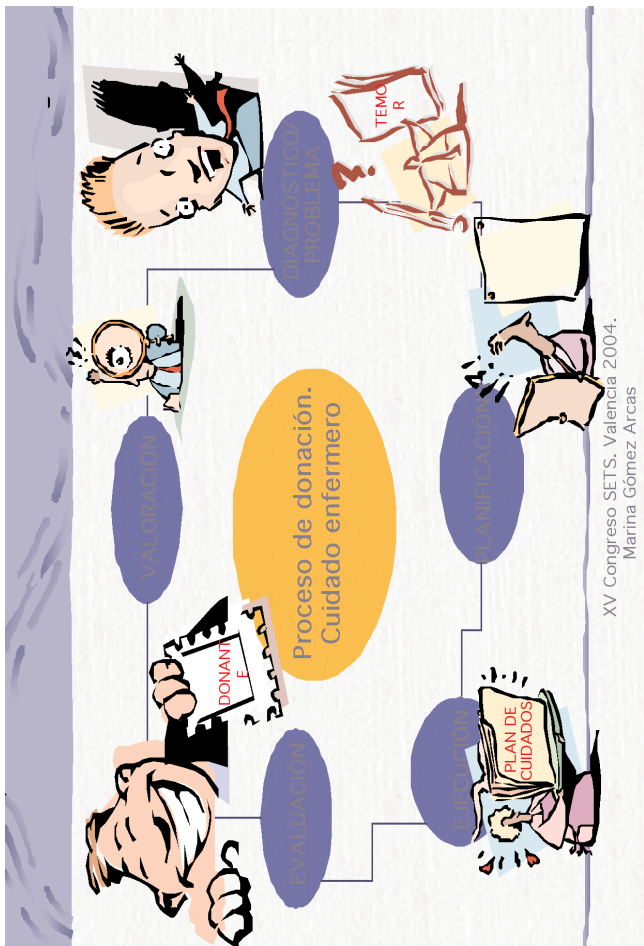 VALORACIÓN
DIAGNÓSTICO/
PROBLEMA
TEMO
R
DONANT
E
Proceso de donación.
Cuidado enfermero
EVALUACIÓN
EJECUCIÓN
PLAN DE
CUIDADOS
PLANIFICACIÓN
XV Congreso SETS. Valencia 2004.
Marina Gómez Arcas